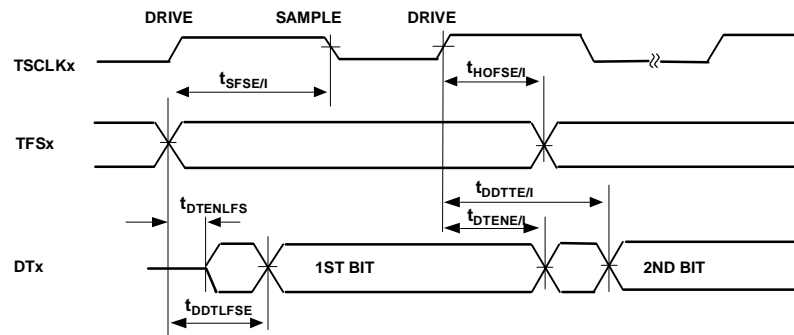 DRIVE SAMPLE DRIVE
TSCLKx
tSFSE/I
tHOFSE/I
TFSx
tDDTTE/I
tDTENLFS
tDTENE/I
DTx
1ST BIT
2ND BIT
tDDTLFSE